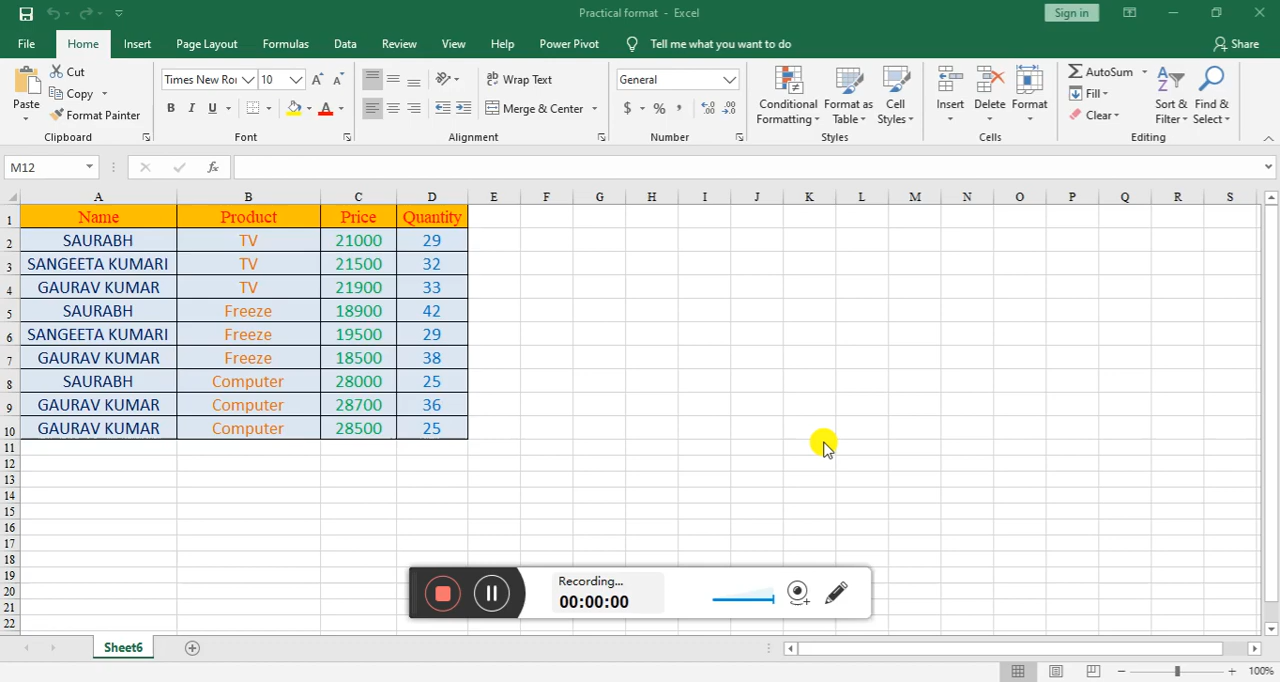 Practical format - Excel
Sign in
File Home Insert Page Layout Formulas Data Review View Help Power Pivot Tell me what you want to do Share
Paste Cut Copy Format Painter
Clipboard
Times New Ro 10
B I U
Font
Wrap Text
Merge & Center
Alignment
General
$ % ,
Number
Conditional Formatting
Format as Table
Cell Styles
Styles
Insert Delete Format
Cells
AutoSum
Fill
Clear
Sort & Filter
Find & Select
Editing
M12 fx
A B C D E F G H I J K L M N O P Q R S
1 Name Product Price Quantity
2 SAURABH TV 21000 29
3 SANGEETA KUMARI TV 21500 32
4 GAURAV KUMAR TV 21900 33
5 SAURABH Freeze 18900 42
6 SANGEETA KUMARI Freeze 19500 29
7 GAURAV KUMAR Freeze 18500 38
8 SAURABH Computer 28000 25
9 GAURAV KUMAR Computer 28700 36
10 GAURAV KUMAR Computer 28500 25
11
12
13
14
15
16
17
18
19
20
21
22
Recording...
00:00:00
Sheet6
100%